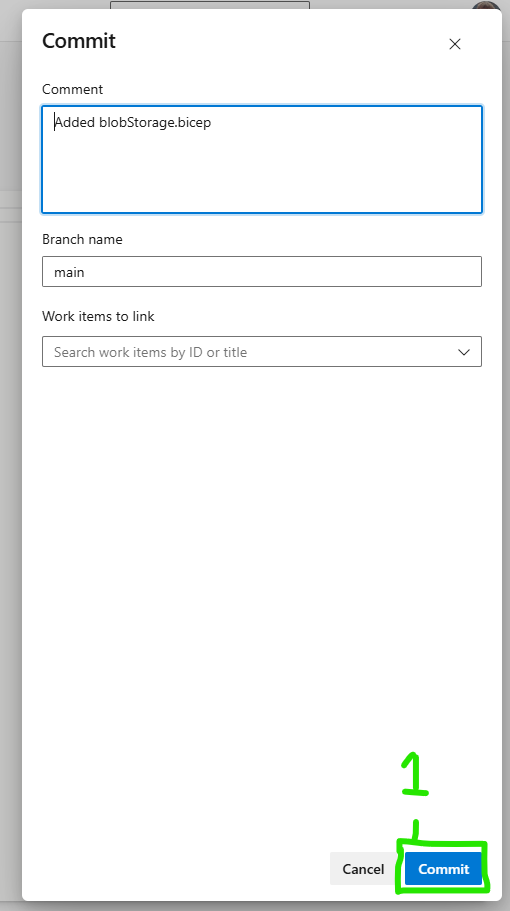 Commit
Comment
Added blobStorage.bicep
Branch name
main
Work items to link
Search work items by ID or title
1
Cancel
Commit